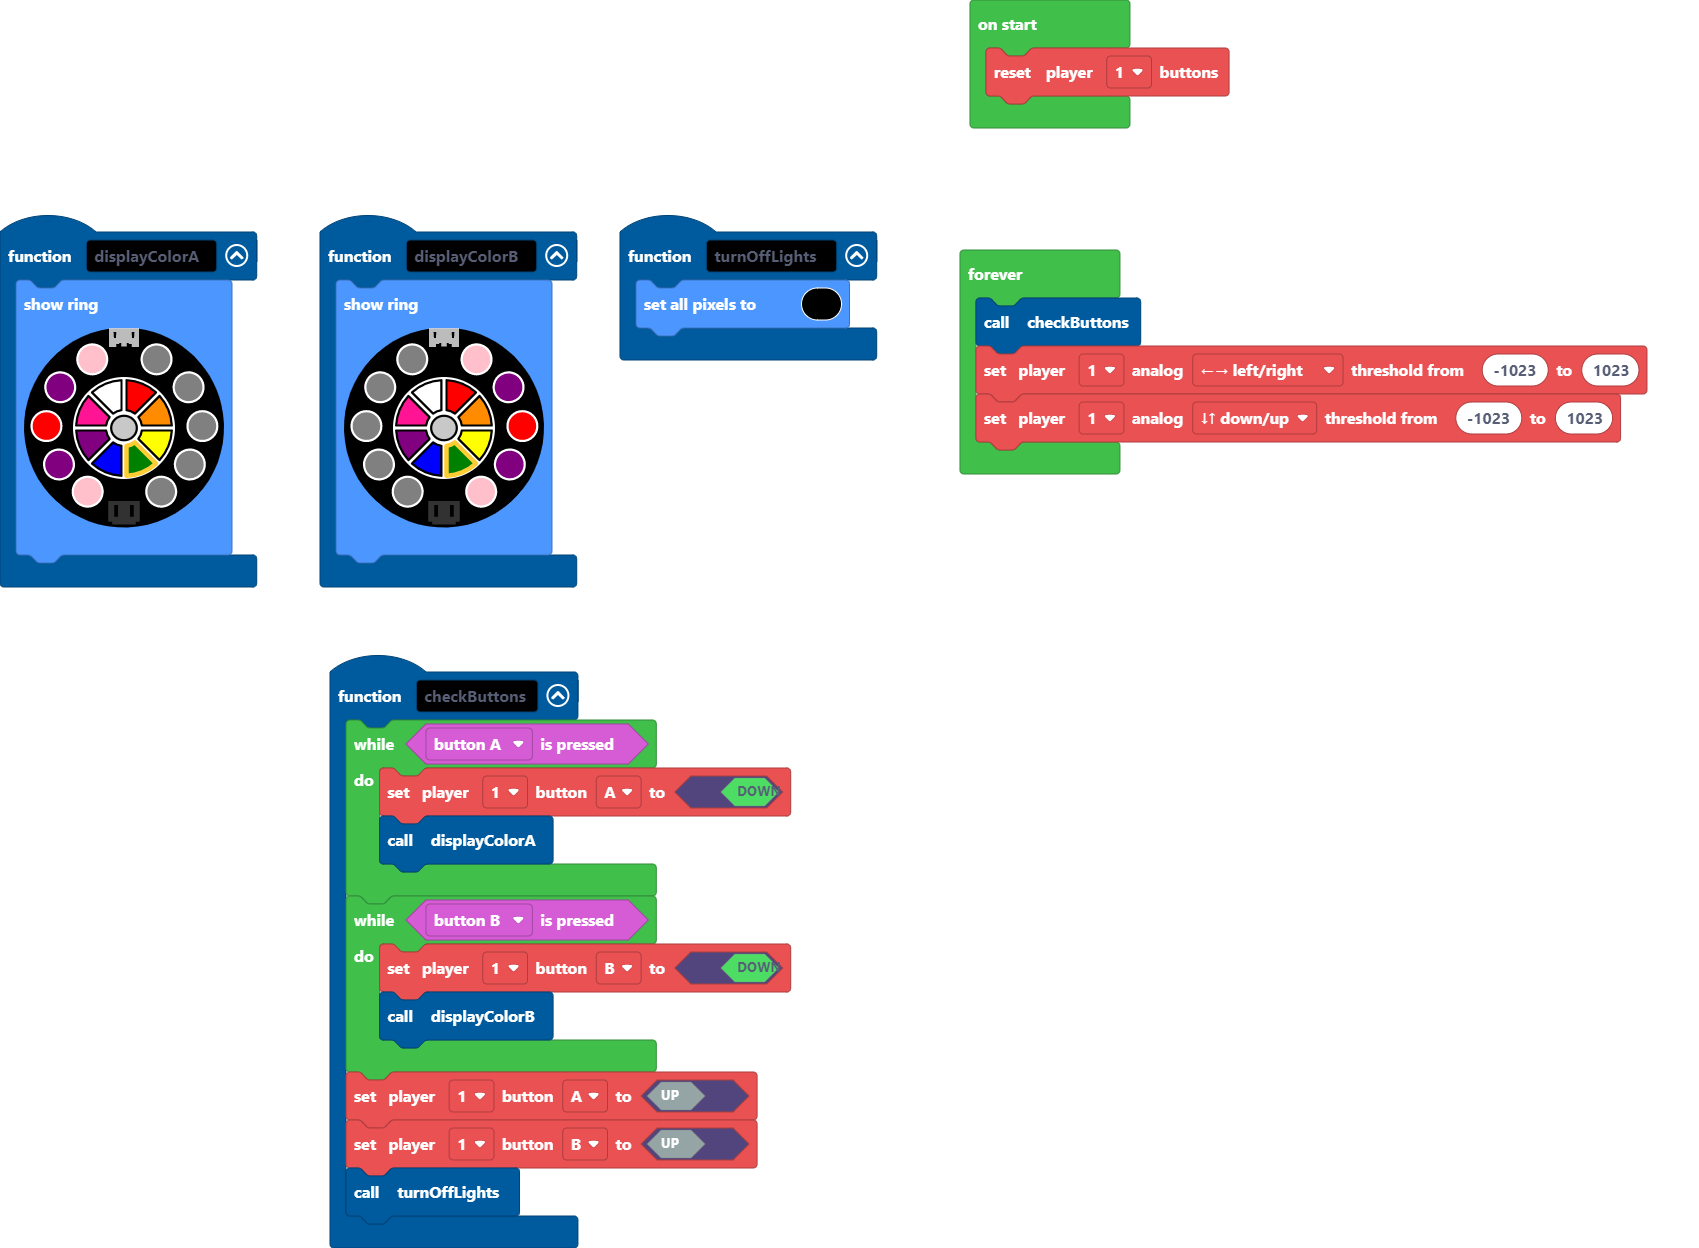 on start
reset player 1 buttons
function displayColorA
show ring
function displayColorB
show ring
function turnOffLights
set all pixels to
forever
call checkButtons
set player 1 analog ←→ left/right threshold from -1023 to 1023
set player 1 analog ↓↑ down/up threshold from -1023 to 1023
function checkButtons
while button A is pressed
do set player 1 button A to DOWN
call displayColorA
while button B is pressed
do set player 1 button B to DOWN
call displayColorB
set player 1 button A to UP
set player 1 button B to UP
call turnOffLights